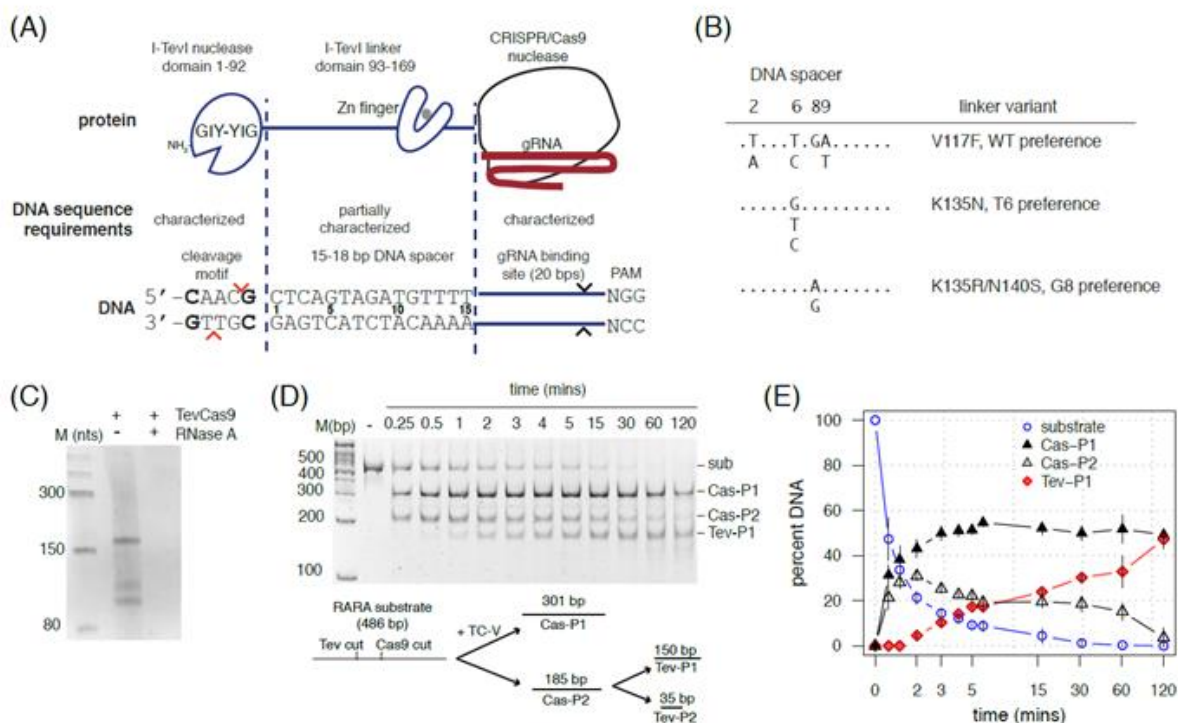 (A)
I-TevI nuclease
domain 1-92
I-TevI linker
domain 93-169
CRISPR/Cas9
nuclease
protein
NH2
GIY-YIG
Zn finger
gRNA
DNA sequence
requirements
characterized
partially
characterized
characterized
cleavage
motif
15-18 bp DNA spacer
gRNA binding
site (20 bps)
PAM
DNA
5′-CAACG CTCAGTAGATGTTTT NGG
1 5 10 15
3′-GTTGC GAGTCATCTACAAAA NCC
(B)
DNA spacer
2 6 89 linker variant
.T...T.GA...... V117F, WT preference
A C T
.....G........ K135N, T6 preference
T
C
.......A...... K135R/N140S, G8 preference
G
(C)
+ + TevCas9
- + RNase A
M (nts)
300
150
80
(D)
time (mins)
M(bp) - 0.25 0.5 1 2 3 4 5 15 30 60 120
500
400
300
200
100
sub
Cas-P1
Cas-P2
Tev-P1
RARA substrate
(486 bp)
Tev cut Cas9 cut
+ TC-V
301 bp
Cas-P1
185 bp
Cas-P2
150 bp
Tev-P1
35 bp
Tev-P2
(E)
percent DNA
100
80
60
40
20
0
substrate
Cas-P1
Cas-P2
Tev-P1
0 2 3 5 15 30 60 120
time (mins)